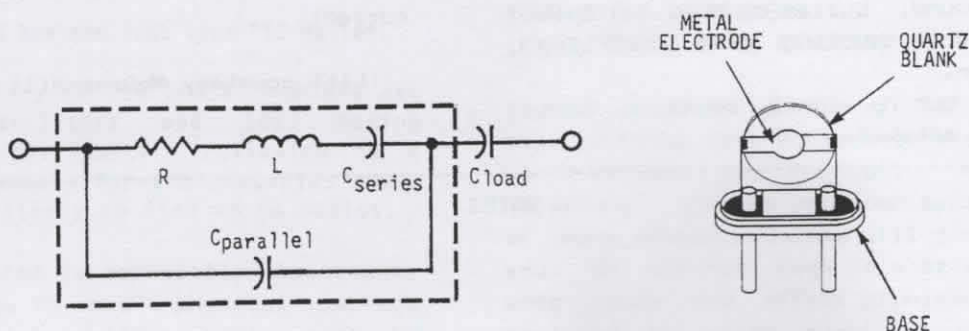 METAL
ELECTRODE
QUARTZ
BLANK
R
L
Cseries
Cload
Cparallel
BASE